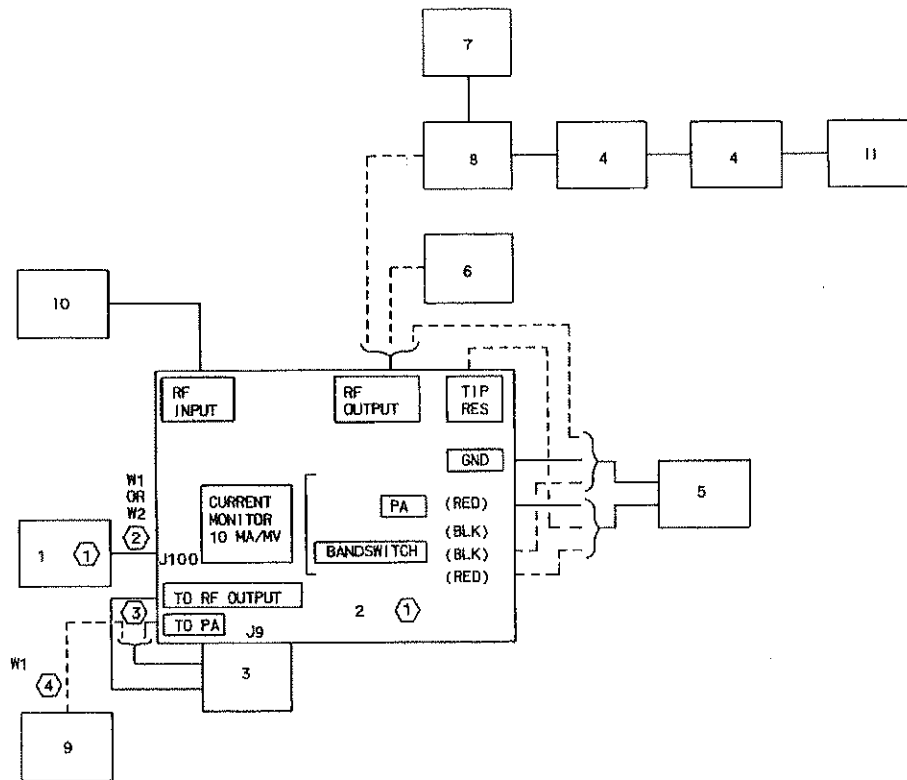 7
8
4
4
11
6
10
RF
INPUT
RF
OUTPUT
TIP
RES
GND
W1
OR
W2
2
CURRENT
MONITOR
10 MA/MV
PA
(RED)
5
1
1
J100
(BLK)
BANDSWITCH
(BLK)
(RED)
TO RF OUTPUT
3
2
1
TO PA
J9
W1
4
3
9